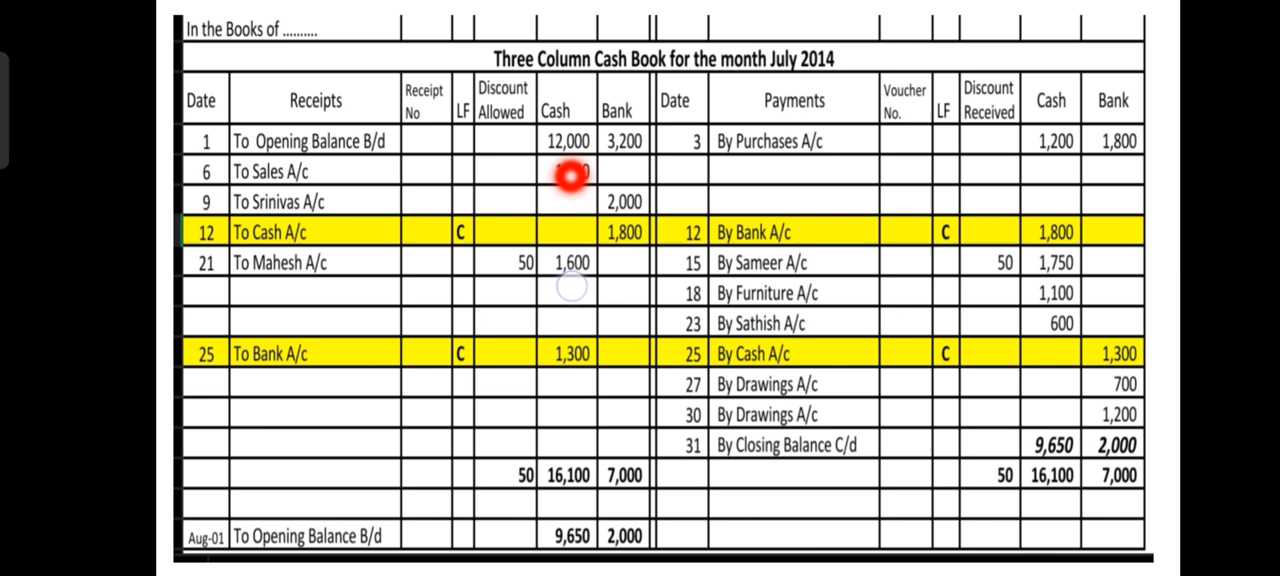 In the Books of ..........
Three Column Cash Book for the month July 2014
Date Receipts Receipt No LF Discount Allowed Cash Bank Date Payments Voucher No. LF Discount Received Cash Bank
1 To Opening Balance B/d 12,000 3,200 3 By Purchases A/c 1,200 1,800
6 To Sales A/c
9 To Srinivas A/c 2,000
12 To Cash A/c C 1,800 12 By Bank A/c C 1,800
21 To Mahesh A/c 50 1,600 15 By Sameer A/c 50 1,750
18 By Furniture A/c 1,100
23 By Sathish A/c 600
25 To Bank A/c C 1,300 25 By Cash A/c C 1,300
27 By Drawings A/c 700
30 By Drawings A/c 1,200
31 By Closing Balance C/d 9,650 2,000
50 16,100 7,000 50 16,100 7,000
Aug-01 To Opening Balance B/d 9,650 2,000